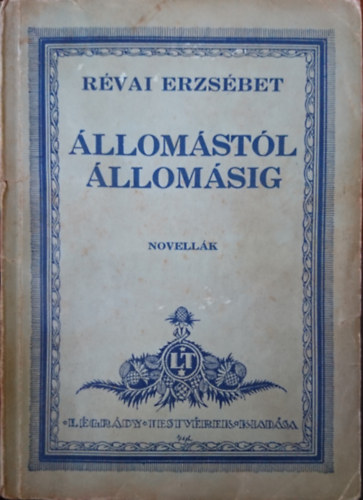 RÉVAI ERZSÉBET
ÁLLOMÁSTÓL
ÁLLOMÁSIG
NOVELLÁK
LT
LÉGRÁDY TESTVÉREK KIADÁSA